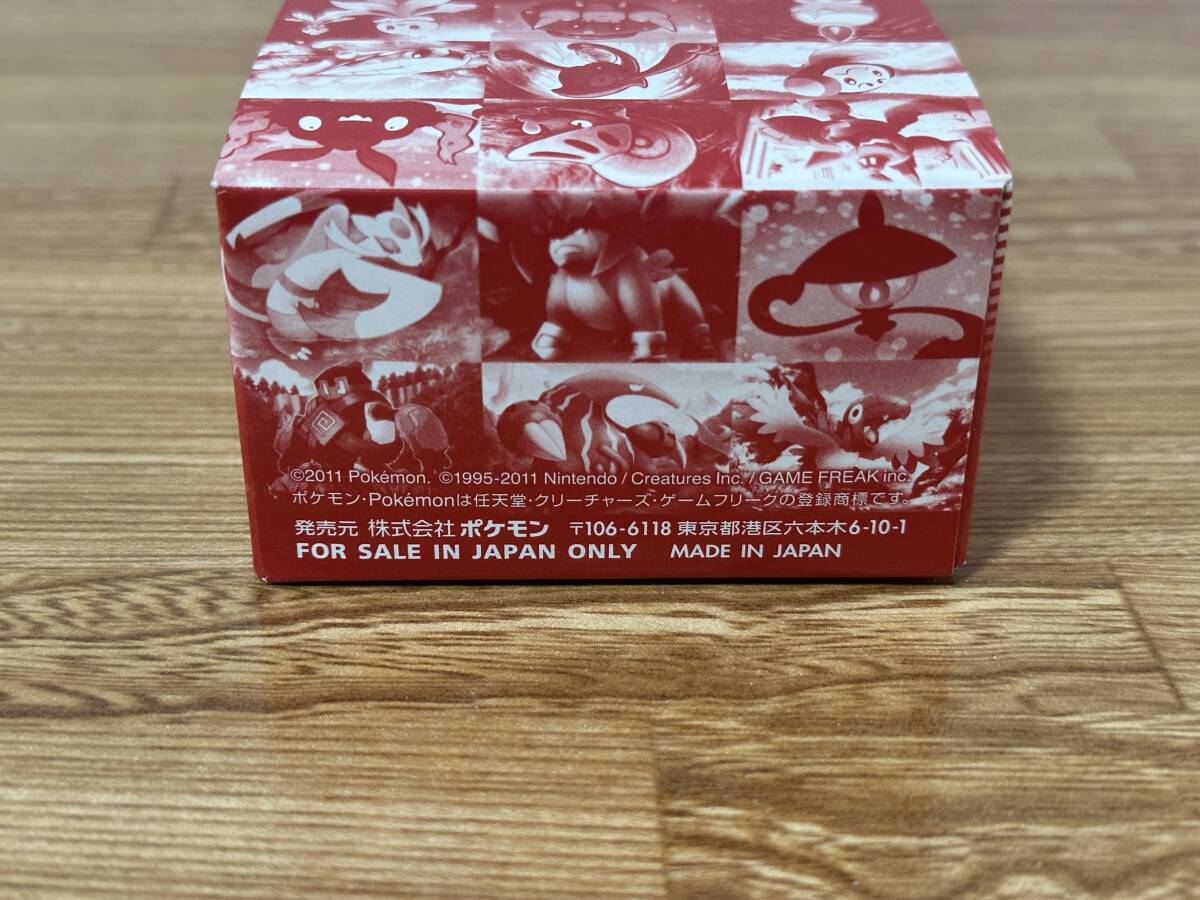 ©2011 Pokémon. ©1995-2011 Nintendo / Creatures Inc. / GAME FREAK inc.
ポケモン・Pokémonは任天堂・クリーチャーズ・ゲームフリークの登録商標です。
発売元 株式会社 ポケモン 〒106-6118 東京都港区六本木6-10-1
FOR SALE IN JAPAN ONLY MADE IN JAPAN